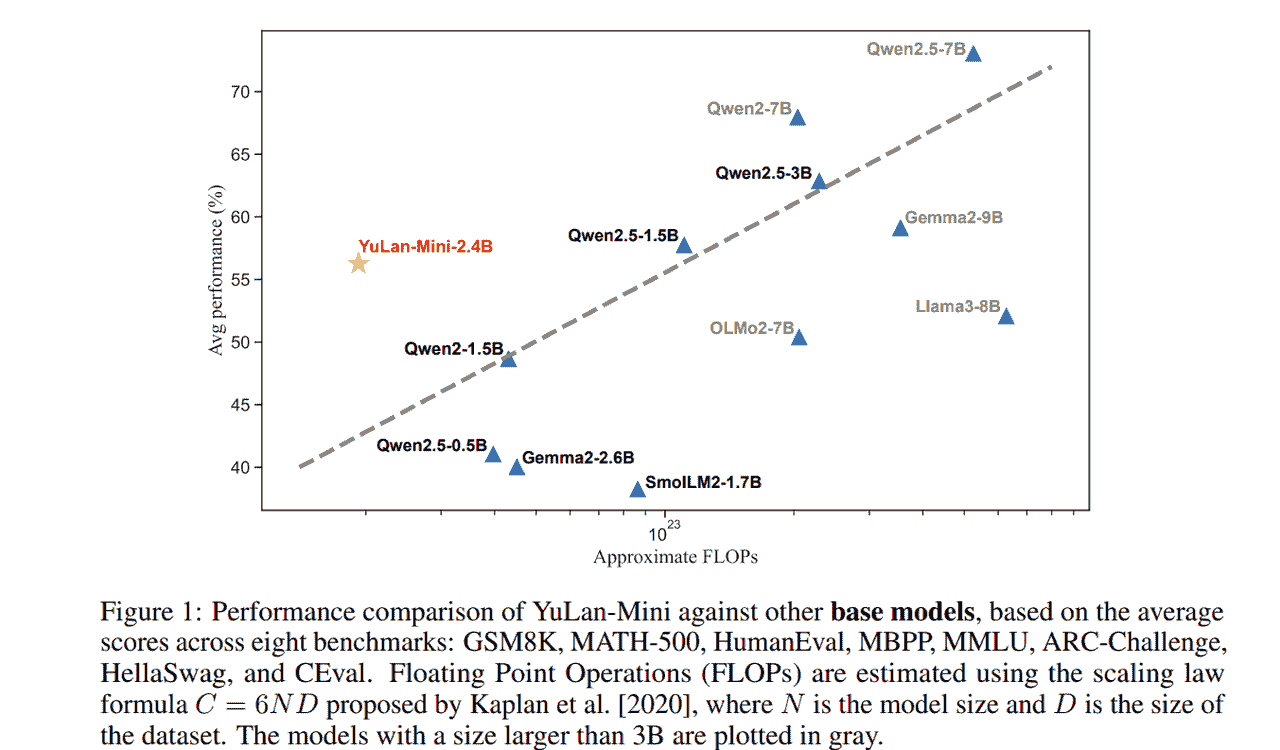 Qwen2.5-7B
70
Qwen2-7B
65
Qwen2.5-3B
60
Gemma2-9B
Qwen2.5-1.5B
YuLan-Mini-2.4B
55
Llama3-8B
OLMo2-7B
50
Qwen2-1.5B
45
Qwen2.5-0.5B
Gemma2-2.6B
40
SmolLM2-1.7B
Avg performance (%)
10^23
Approximate FLOPs
Figure 1: Performance comparison of YuLan-Mini against other base models, based on the average
scores across eight benchmarks: GSM8K, MATH-500, HumanEval, MBPP, MMLU, ARC-Challenge,
HellaSwag, and CEval. Floating Point Operations (FLOPs) are estimated using the scaling law
formula C = 6ND proposed by Kaplan et al. [2020], where N is the model size and D is the size of
the dataset. The models with a size larger than 3B are plotted in gray.